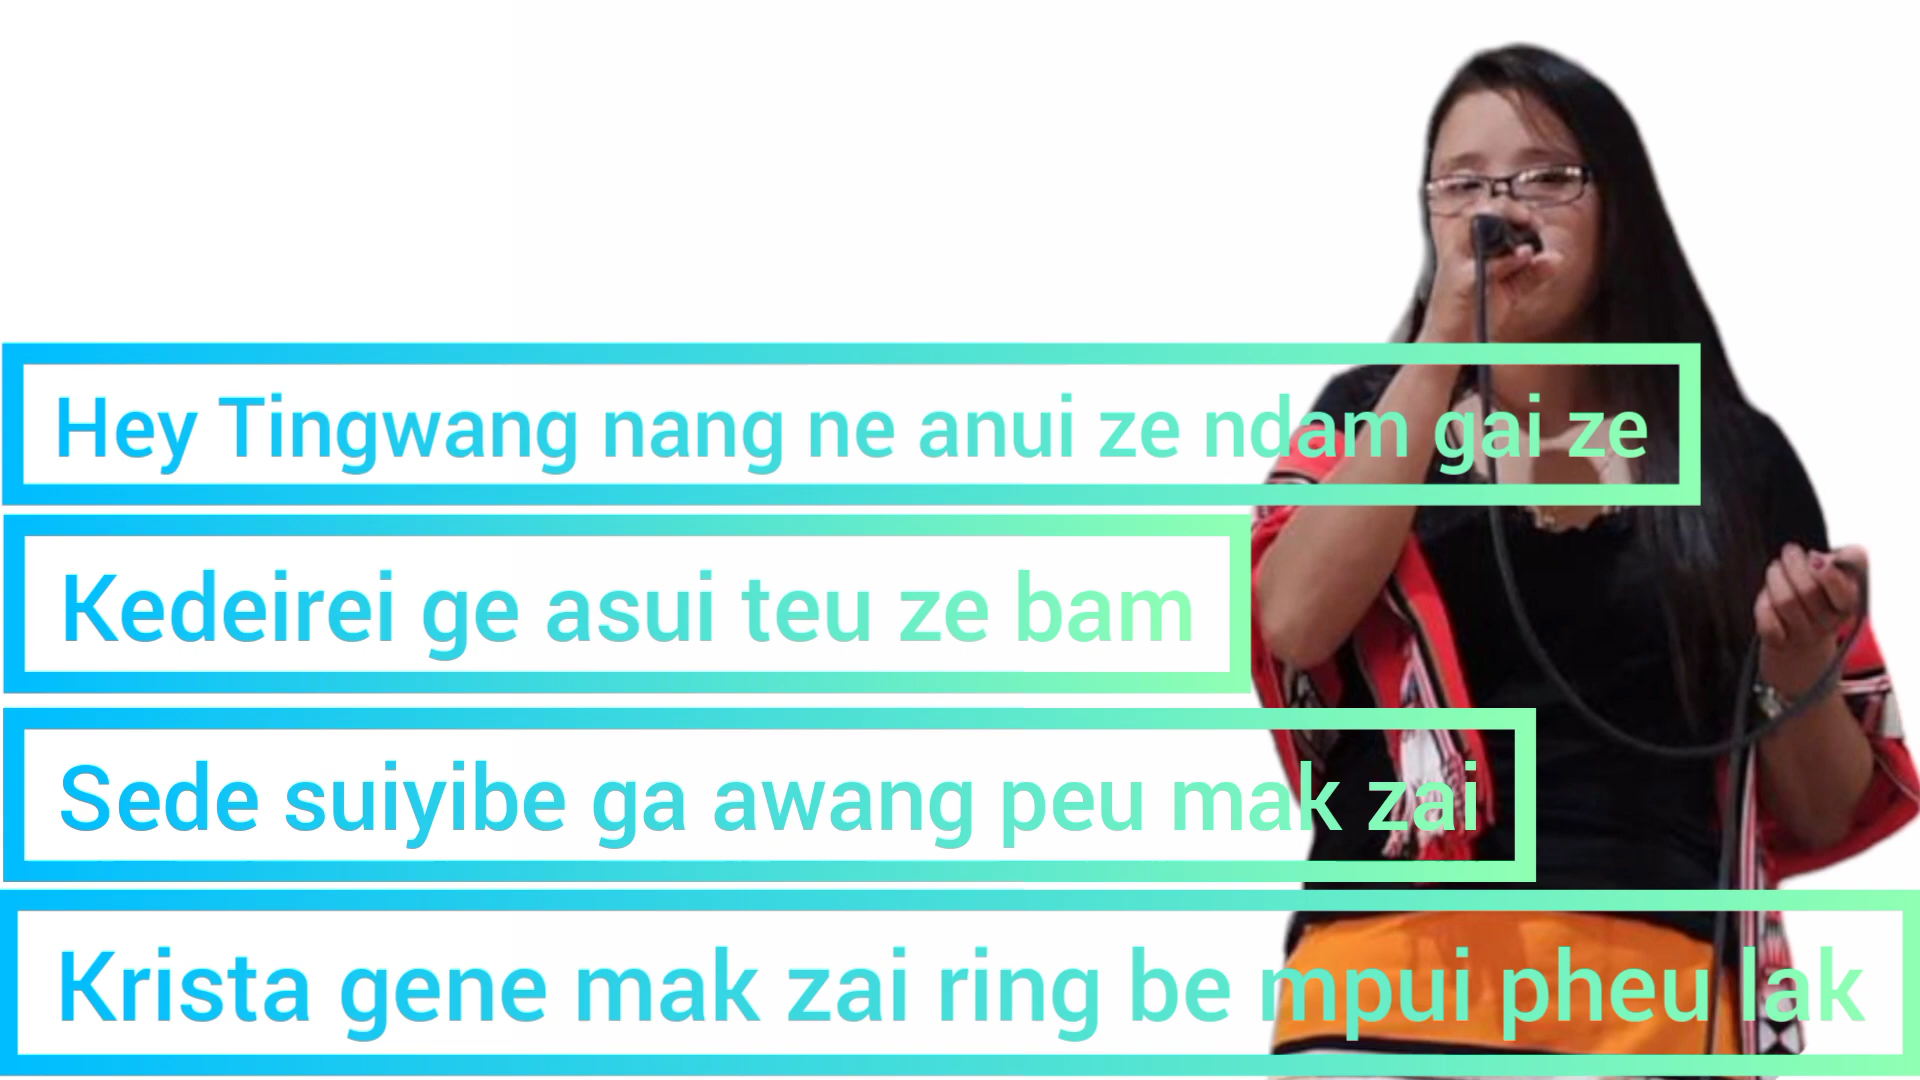 Hey Tingwang nang ne anui ze ndam gai ze
Kedeirei ge asui teu ze bam
Sede suiyibe ga awang peu mak zai
Krista gene mak zai ring be mpui pheu lak